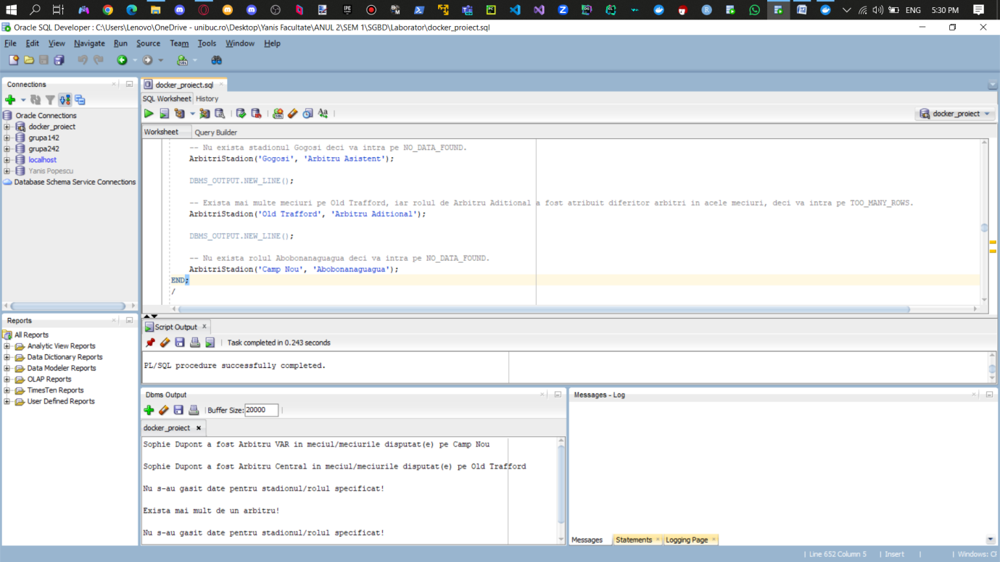 ENG 5:30 PM
Oracle SQL Developer : C:\Users\Lenovo\OneDrive - unibuc.ro\Desktop\Yanis Facultate\ANUL 2\SEM 1\SGBD\Laborator\docker_proiect.sql
File Edit View Navigate Run Source Team Tools Window Help
Connections
Oracle Connections
docker_proiect
grupa142
grupa242
localhost
Yanis Popescu
Database Schema Service Connections
Reports
All Reports
Analytic View Reports
Data Dictionary Reports
Data Modeler Reports
OLAP Reports
TimesTen Reports
User Defined Reports
docker_proiect.sql
SQL Worksheet History
docker_proiect
Worksheet Query Builder
-- Nu exista stadionul Gogosi deci va intra pe NO_DATA_FOUND.
ArbitriStadion('Gogosi', 'Arbitru Asistent');
DBMS_OUTPUT.NEW_LINE();
-- Exista mai multe meciuri pe Old Trafford, iar rolul de Arbitru Aditional a fost atribuit diferitor arbitri in acele meciuri, deci va intra pe TOO_MANY_ROWS.
ArbitriStadion('Old Trafford', 'Arbitru Aditional');
DBMS_OUTPUT.NEW_LINE();
-- Nu exista rolul Abobonanaguagua deci va intra pe NO_DATA_FOUND.
ArbitriStadion('Camp Nou', 'Abobonanaguagua');
END;
/
Script Output
Task completed in 0.243 seconds
PL/SQL procedure successfully completed.
Dbms Output
Buffer Size: 20000
docker_proiect
Sophie Dupont a fost Arbitru VAR in meciul/meciurile disputat(e) pe Camp Nou
Sophie Dupont a fost Arbitru Central in meciul/meciurile disputat(e) pe Old Trafford
Nu s-au gasit date pentru stadionul/rolul specificat!
Exista mai mult de un arbitru!
Nu s-au gasit date pentru stadionul/rolul specificat!
Messages - Log
Messages Statements Logging Page
Line 652 Column 5 Insert Windows: CF